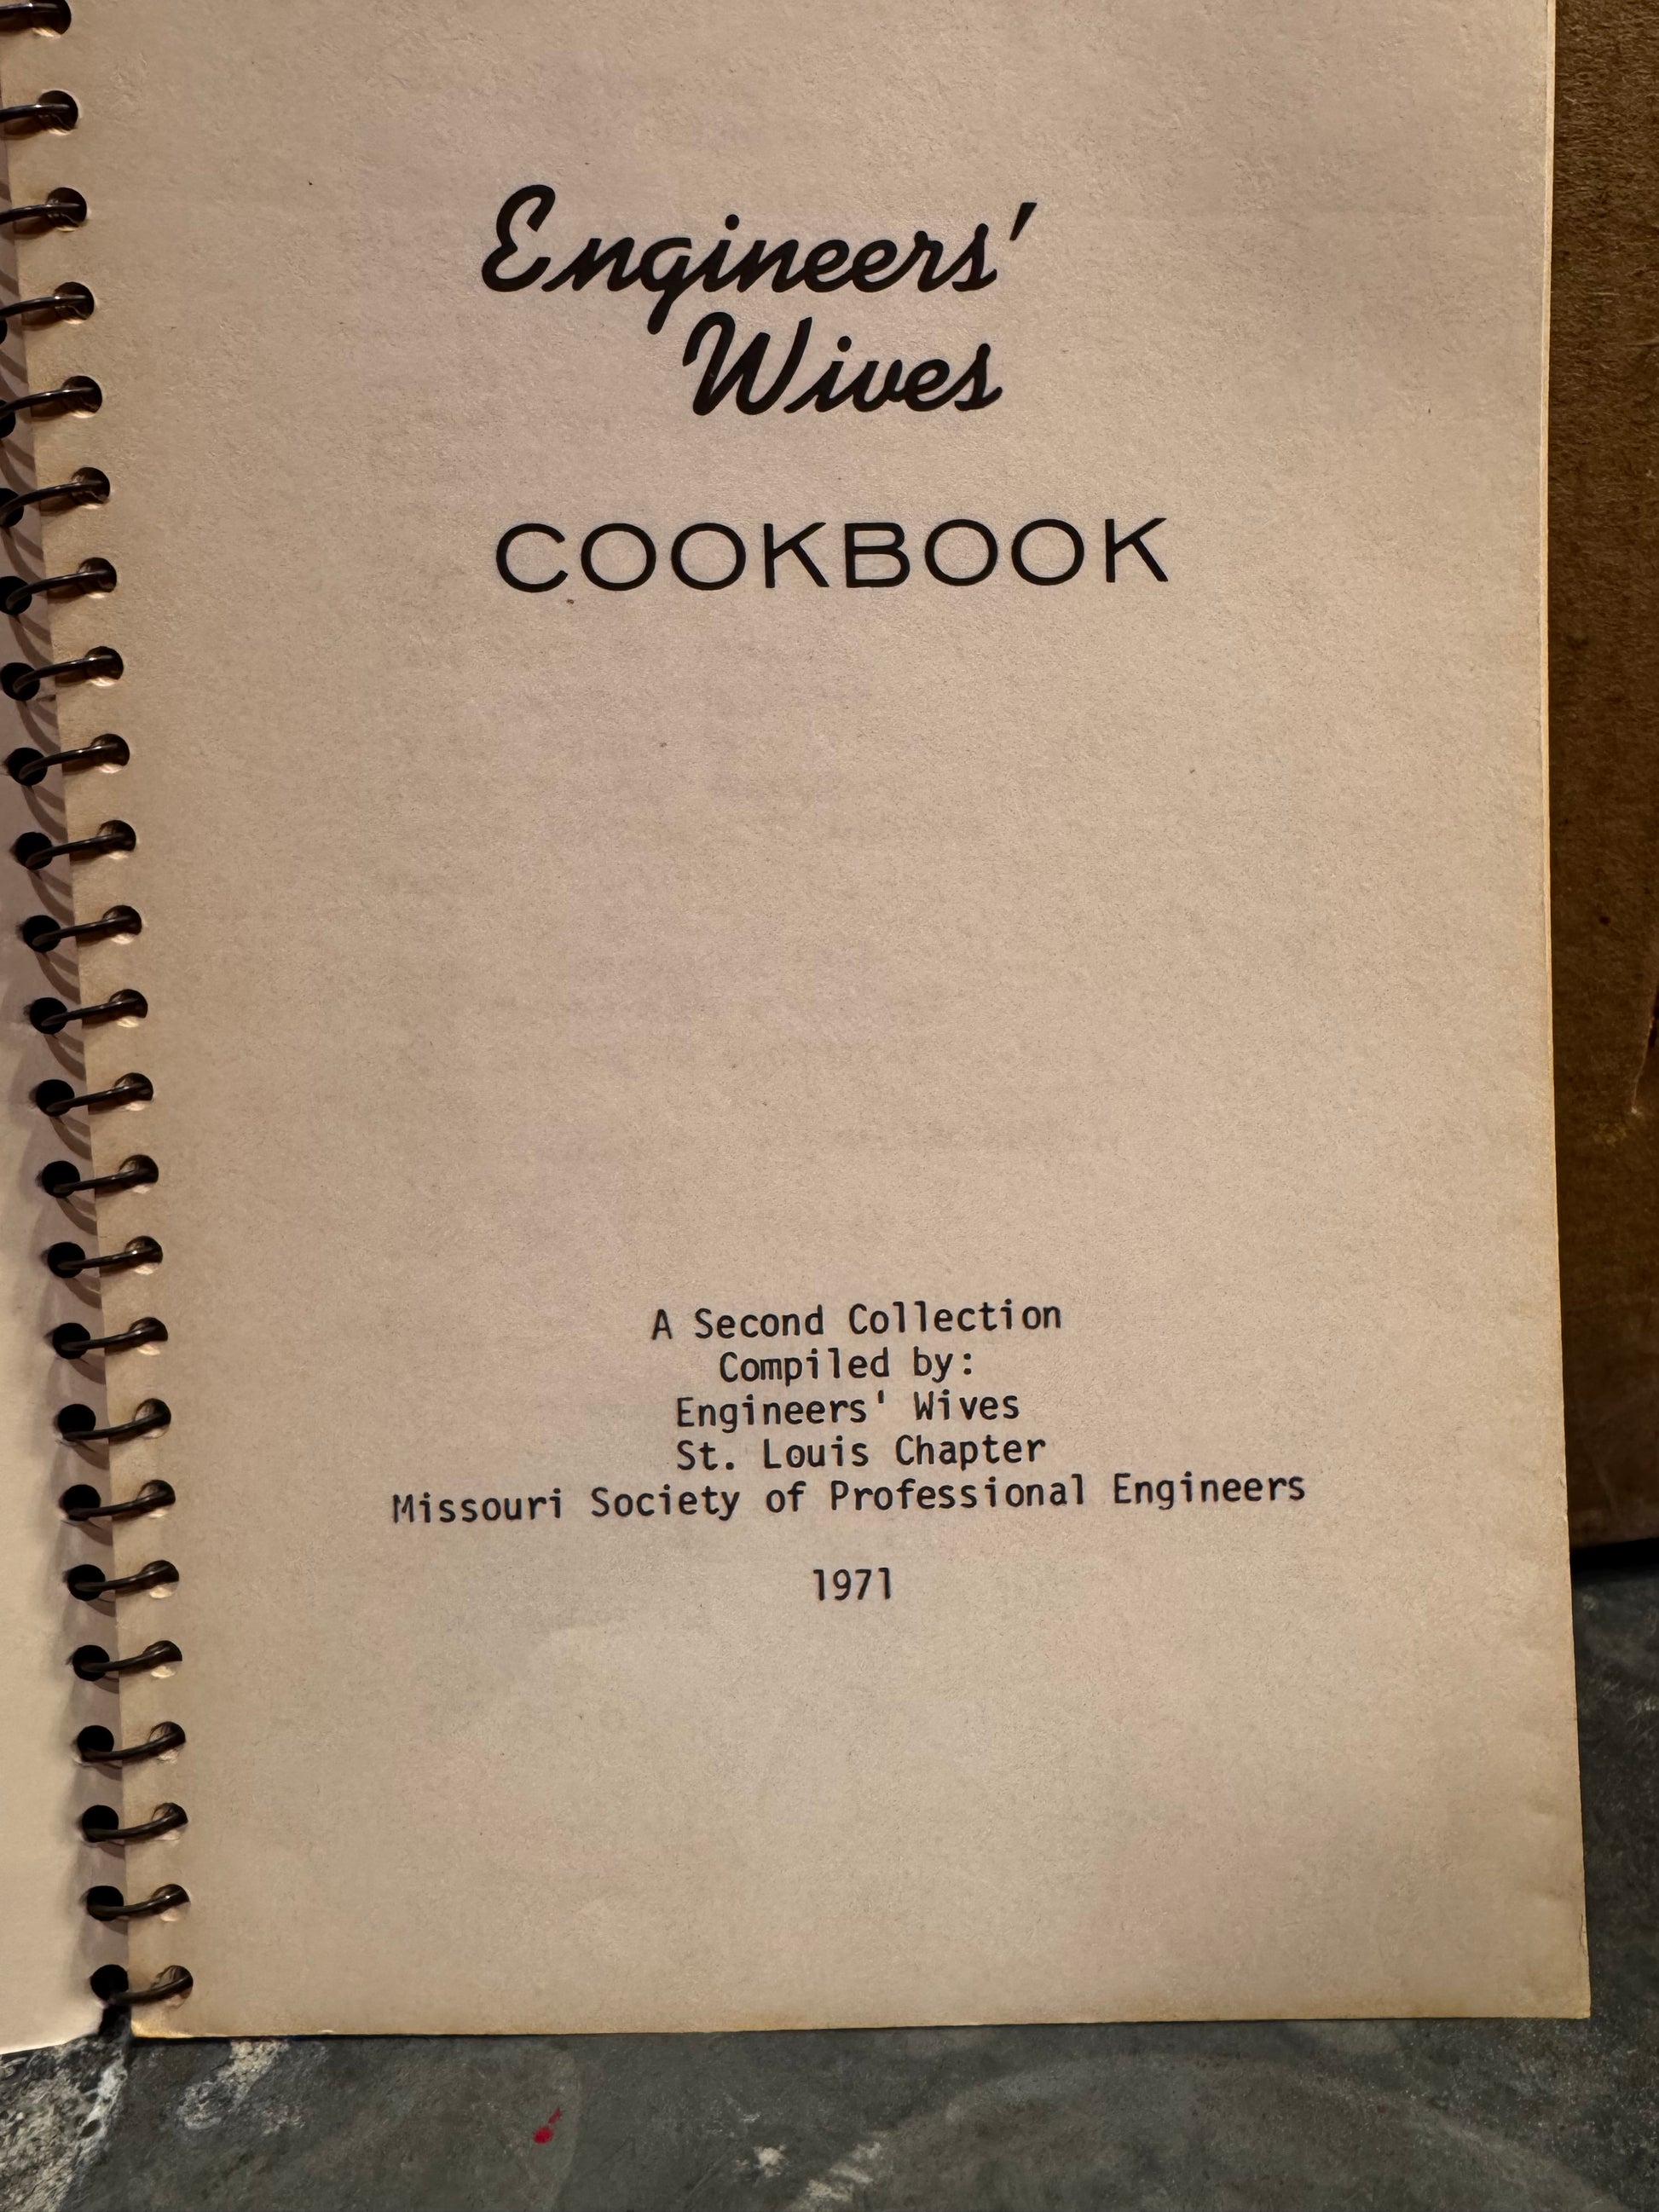 Engineers'
Wives
COOKBOOK
A Second Collection
Compiled by:
Engineers' Wives
St. Louis Chapter
Missouri Society of Professional Engineers
1971